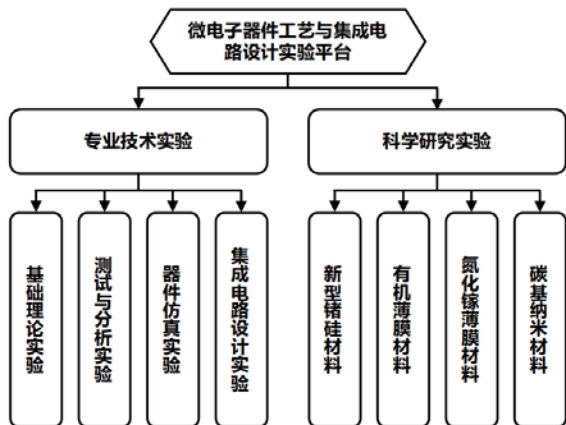 微电子器件工艺与集成电
路设计实验平台
专业技术实验
科学研究实验
基础理论实验
测试与分析实验
器件仿真实验
集成电路设计实验
新型锗硅材料
有机薄膜材料
氮化镓薄膜材料
碳基纳米材料